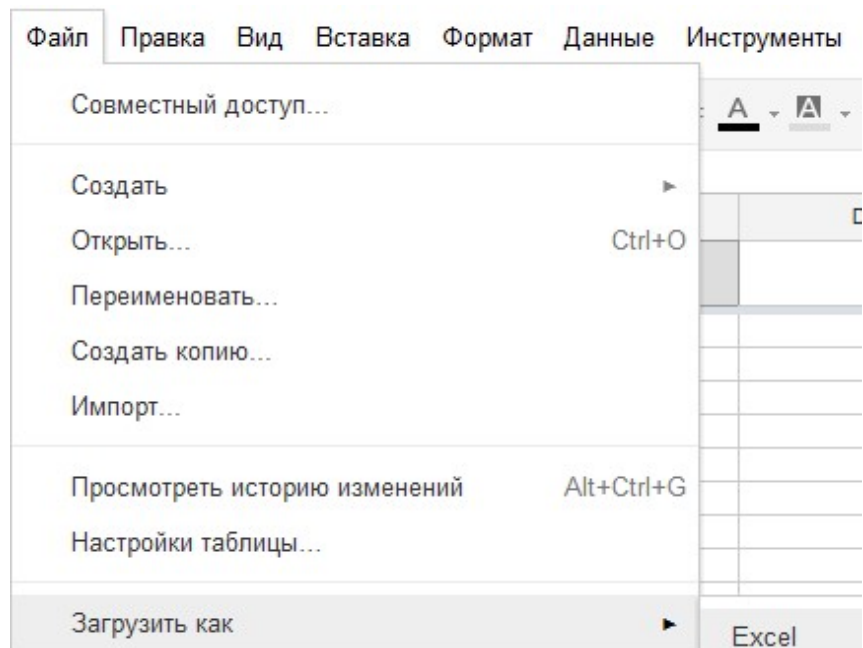 Файл Правка Вид Вставка Формат Данные Инструменты
Совместный доступ...
A A
Создать
Открыть... Ctrl+O
Переименовать...
Создать копию...
Импорт...
Просмотреть историю изменений Alt+Ctrl+G
Настройки таблицы...
Загрузить как
Excel